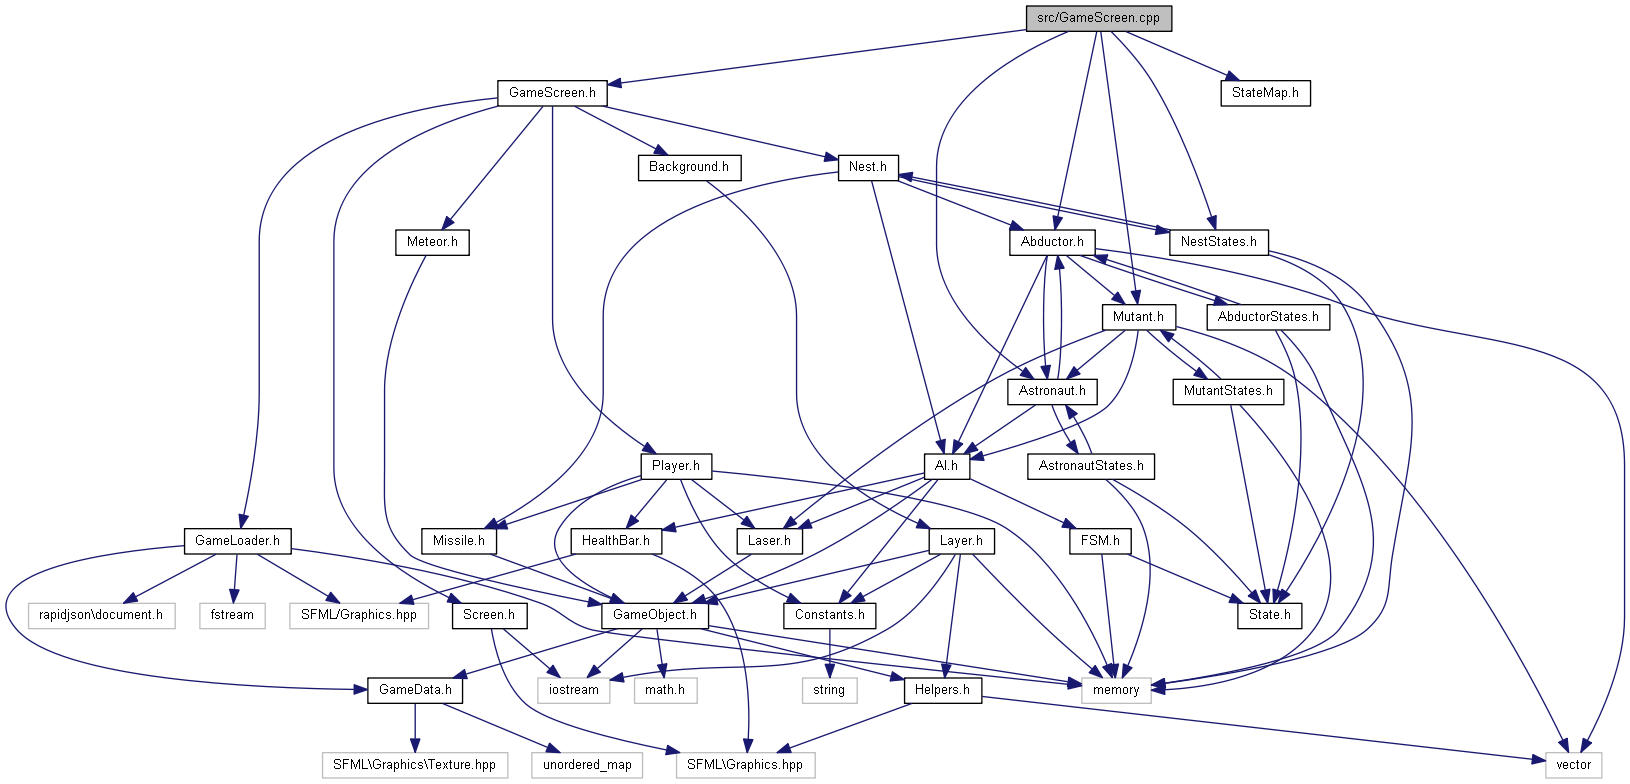 src/GameScreen.cpp
GameScreen.h
StateMap.h
Background.h
Nest.h
Meteor.h
Abductor.h
NestStates.h
Mutant.h
AbductorStates.h
Astronaut.h
MutantStates.h
Player.h
AI.h
AstronautStates.h
GameLoader.h
Missile.h
HealthBar.h
Laser.h
Layer.h
FSM.h
rapidjson\document.h
fstream
SFML/Graphics.hpp
Screen.h
GameObject.h
Constants.h
State.h
GameData.h
iostream
math.h
string
Helpers.h
memory
SFML\Graphics\Texture.hpp
unordered_map
SFML\Graphics.hpp
vector